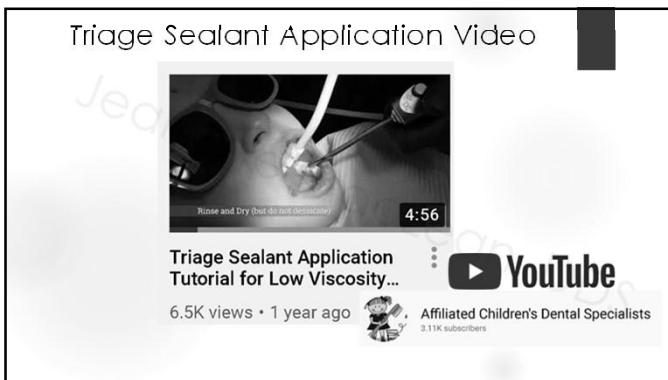 Triage Sealant Application Video
Rinse and Dry (but do not dessicate)
4:56
Triage Sealant Application
Tutorial for Low Viscosity...
6.5K views • 1 year ago
YouTube
Affiliated Children's Dental Specialists
3.11K subscribers